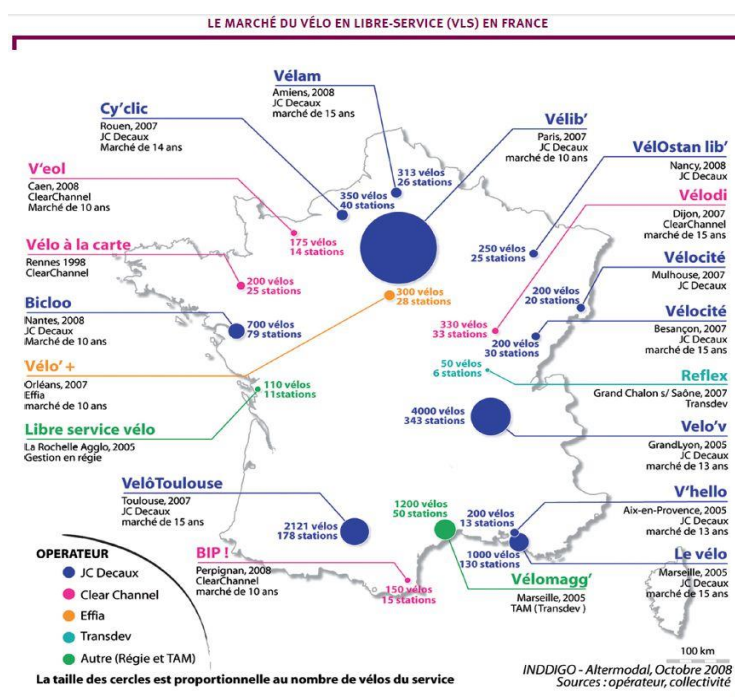 LE MARCHÉ DU VÉLO EN LIBRE-SERVICE (VLS) EN FRANCE
Vélam
Amiens, 2008
JC Decaux
marché de 15 ans
Cy'clic
Rouen, 2007
JC Decaux
Marché de 14 ans
Vélib'
Paris, 2007
JC Decaux
marché de 10 ans
VélOstan lib'
Nancy, 2008
JC Decaux
V'eol
Caen, 2008
ClearChannel
Marché de 10 ans
313 vélos
26 stations
350 vélos
40 stations
Vélodi
Dijon, 2007
ClearChannel
marché de 15 ans
175 vélos
14 stations
250 vélos
25 stations
Vélo à la carte
Rennes 1998
ClearChannel
200 vélos
25 stations
300 vélos
28 stations
Vélocité
Mulhouse, 2007
JC Decaux
200 vélos
20 stations
Bicloo
Nantes, 2008
JC Decaux
Marché de 10 ans
700 vélos
79 stations
330 vélos
33 stations
200 vélos
30 stations
Vélocité
Besançon, 2007
JC Decaux
marché de 15 ans
Vélo'+
Orléans, 2007
Effia
marché de 10 ans
110 vélos
11stations
50 vélos
6 stations
Reflex
Grand Chalon s/ Saône, 2007
Transdev
Libre service vélo
La Rochelle Agglo, 2005
Gestion en régie
4000 vélos
343 stations
Velo'v
GrandLyon, 2005
JC Decaux
marché de 13 ans
VelôToulouse
Toulouse, 2007
JC Decaux
marché de 15 ans
2121 vélos
178 stations
1200 vélos
50 stations
200 vélos
13 stations
V'hello
Aix-en-Provence, 2005
JC Decaux
marché de 13 ans
1000 vélos
130 stations
Le vélo
Marseille, 2005
JC Decaux
marché de 15 ans
BIP !
Perpignan, 2008
ClearChannel
marché de 10 ans
150 vélos
15 stations
Vélomagg'
Marseille, 2005
TAM (Transdev )
OPERATEUR
JC Decaux
Clear Channel
Effia
Transdev
Autre (Régie et TAM)
100 km
La taille des cercles est proportionnelle au nombre de vélos du service
INDDIGO - Altermodal, Octobre 2008
Sources : opérateur, collectivité